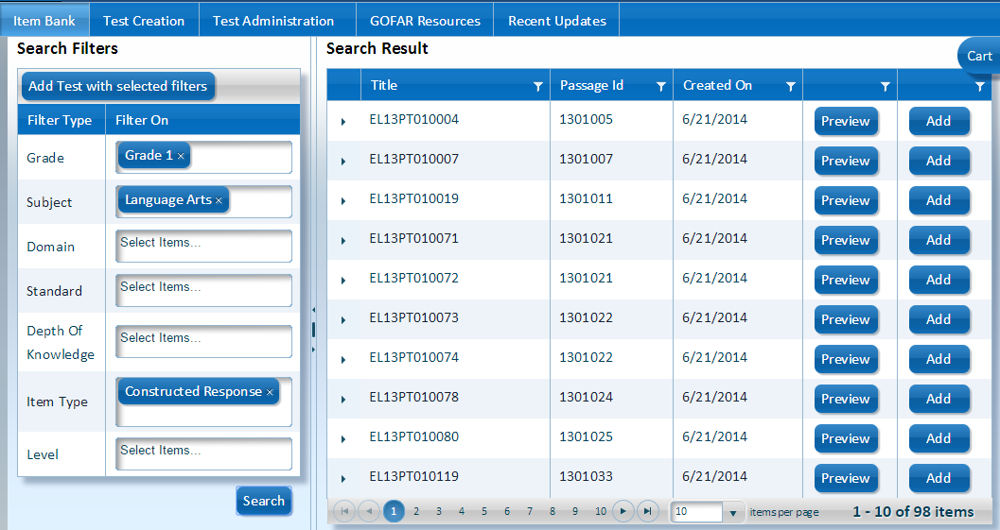 Item Bank Test Creation Test Administration GOFAR Resources Recent Updates
Search Filters
Add Test with selected filters
Filter Type Filter On
Grade Grade 1 ×
Subject Language Arts ×
Domain Select Items...
Standard Select Items...
Depth Of
Knowledge Select Items...
Item Type Constructed Response ×
Level Select Items...
Search
Search Result
Cart
Title Passage Id Created On
EL13PT010004 1301005 6/21/2014 Preview Add
EL13PT010007 1301007 6/21/2014 Preview Add
EL13PT010019 1301011 6/21/2014 Preview Add
EL13PT010071 1301021 6/21/2014 Preview Add
EL13PT010072 1301021 6/21/2014 Preview Add
EL13PT010073 1301022 6/21/2014 Preview Add
EL13PT010074 1301022 6/21/2014 Preview Add
EL13PT010078 1301024 6/21/2014 Preview Add
EL13PT010080 1301025 6/21/2014 Preview Add
EL13PT010119 1301033 6/21/2014 Preview Add
1 2 3 4 5 6 7 8 9 10 10 items per page 1 - 10 of 98 items